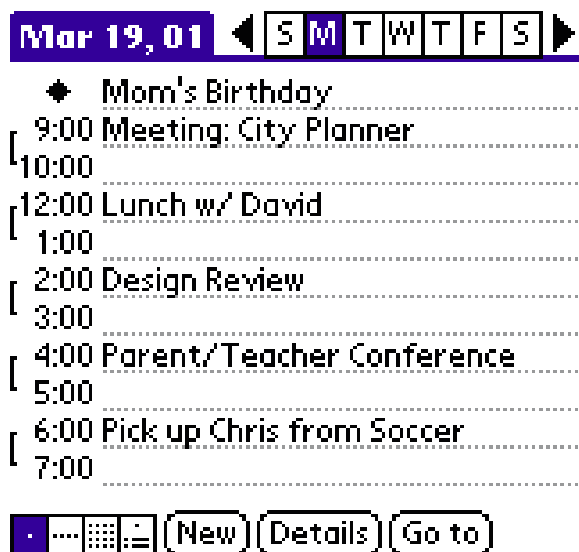 Mar 19, 01 S M T W T F S
Mom's Birthday
9:00 Meeting: City Planner
10:00
12:00 Lunch w/ David
1:00
2:00 Design Review
3:00
4:00 Parent/Teacher Conference
5:00
6:00 Pick up Chris from Soccer
7:00
New Details Go to